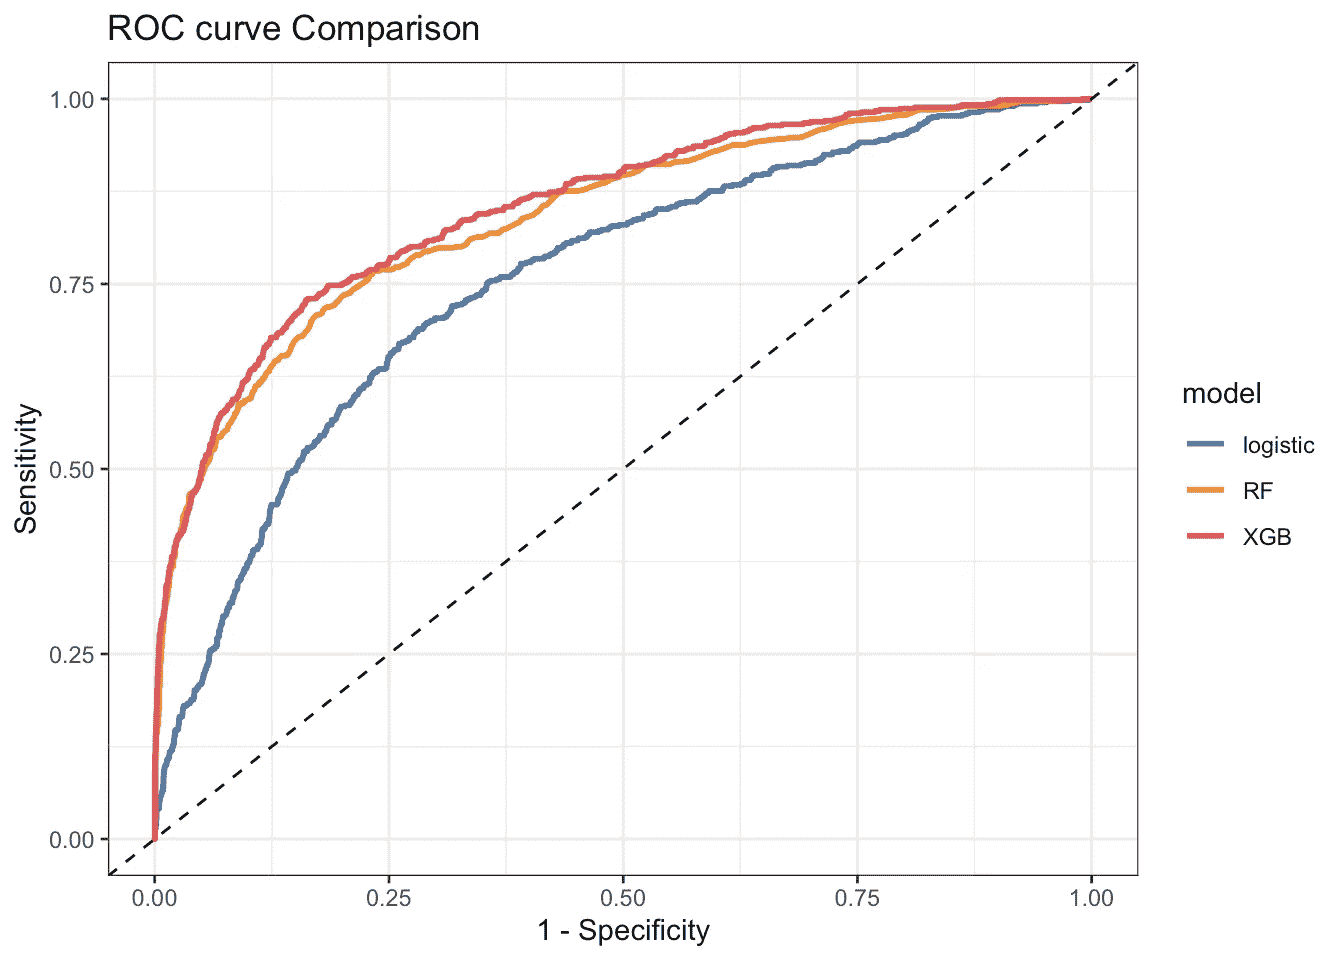 ROC curve Comparison
1.00
0.75
0.50
0.25
0.00
Sensitivity
0.00 0.25 0.50 0.75 1.00
1 - Specificity
model
logistic
RF
XGB